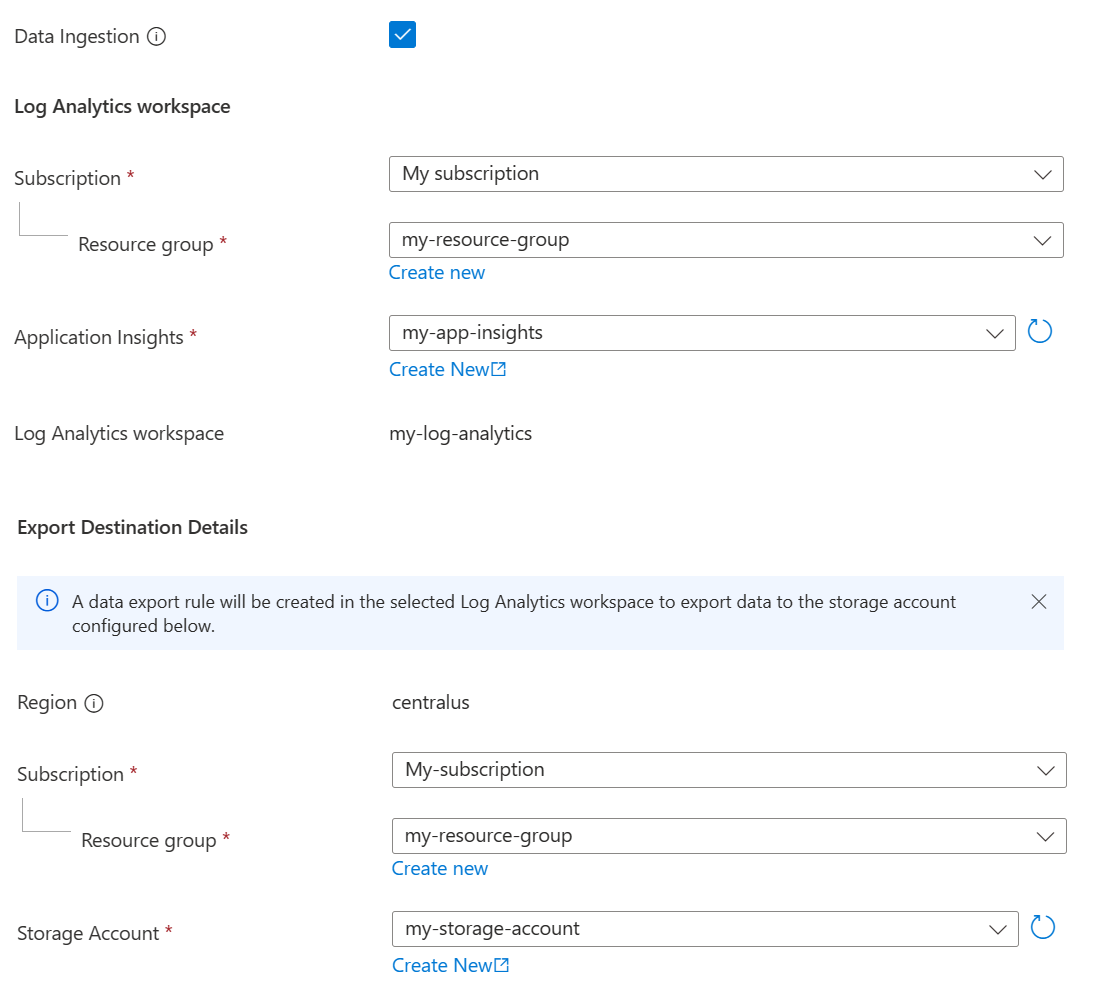 Data Ingestion
Log Analytics workspace
Subscription *
My subscription
Resource group *
my-resource-group
Create new
Application Insights *
my-app-insights
Create New
Log Analytics workspace
my-log-analytics
Export Destination Details
A data export rule will be created in the selected Log Analytics workspace to export data to the storage account
configured below.
Region
centralus
Subscription *
My-subscription
Resource group *
my-resource-group
Create new
Storage Account *
my-storage-account
Create New